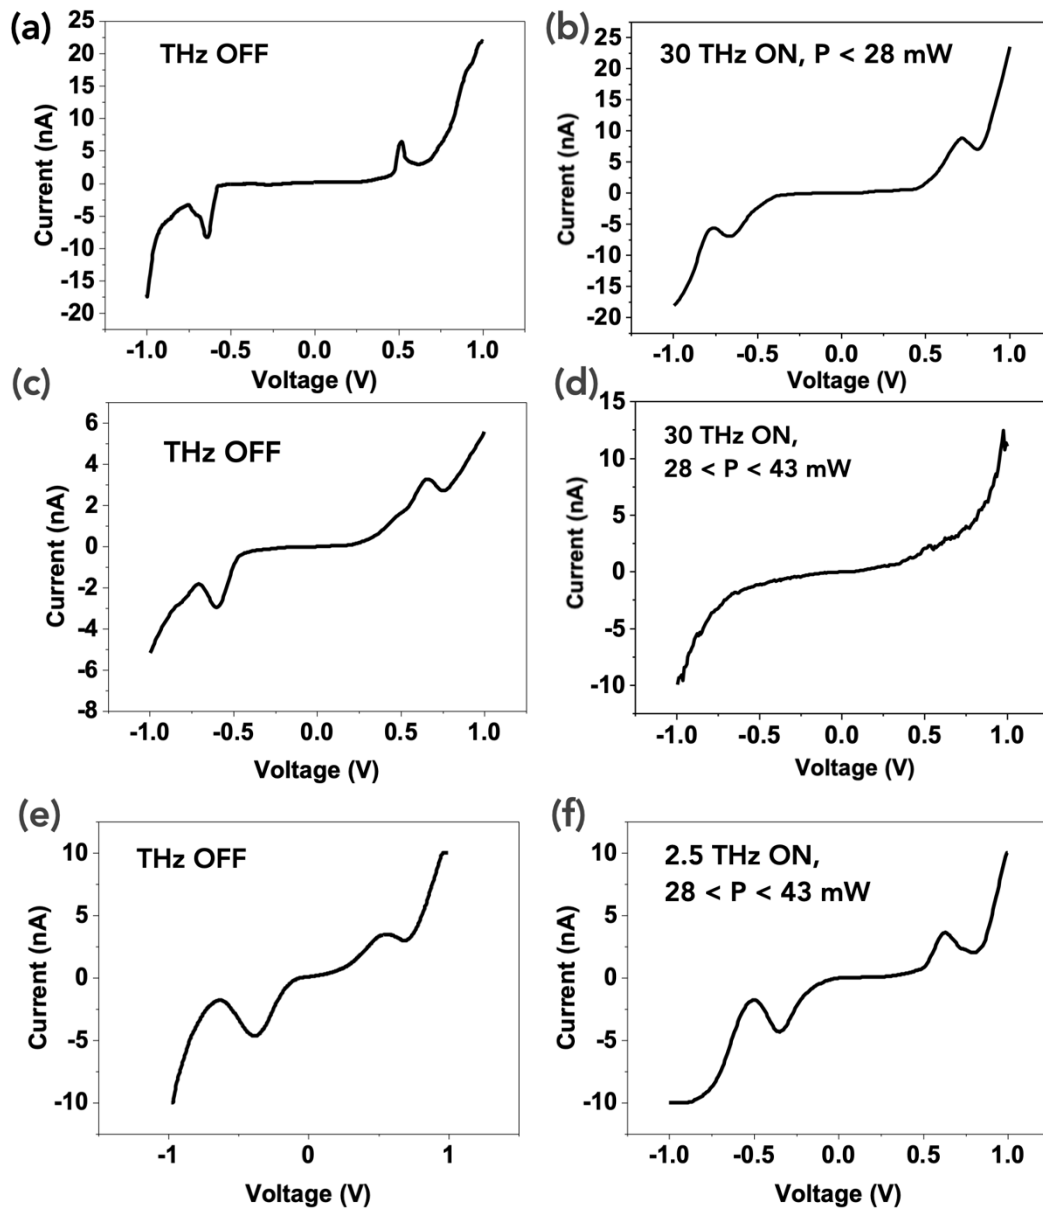 (a)
THz OFF
25
20
15
10
5
0
-5
-10
-15
-20
Current (nA)
-1.0 -0.5 0.0 0.5 1.0
Voltage (V)
(b)
30 THz ON, P < 28 mW
25
20
15
10
5
0
-5
-10
-15
-20
Current (nA)
-1.0 -0.5 0.0 0.5 1.0
Voltage (V)
(c)
THz OFF
6
4
2
0
-2
-4
-6
-8
Current (nA)
-1.0 -0.5 0.0 0.5 1.0
Voltage (V)
(d)
30 THz ON,
28 < P < 43 mW
15
10
5
0
-5
-10
Current (nA)
-1.0 -0.5 0.0 0.5 1.0
Voltage (V)
(e)
THz OFF
10
5
0
-5
-10
Current (nA)
-1 0 1
Voltage (V)
(f)
2.5 THz ON,
28 < P < 43 mW
10
5
0
-5
-10
Current (nA)
-1.0 -0.5 0.0 0.5 1.0
Voltage (V)